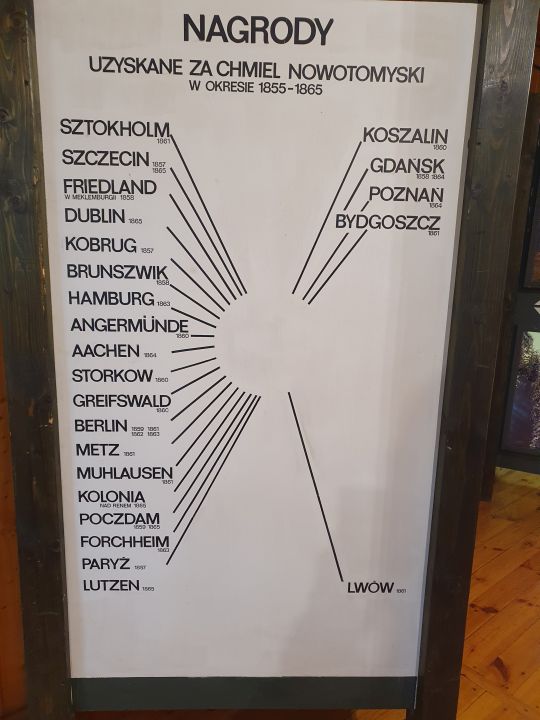 NAGRODY
UZYSKANE ZA CHMIEL NOWOTOMYSKI
W OKRESIE 1855-1865
SZTOKHOLM
1861
SZCZECIN 1857
1865
FRIEDLAND
W MEKLEMBURGII 1858
DUBLIN 1865
KOBRUG 1857
BRUNSZWIK
1858
HAMBURG 1863
ANGERMÜNDE
1860
AACHEN 1864
STORKOW 1860
GREIFSWALD
1860
BERLIN 1859 1861
1862 1863
METZ 1861
MUHLAUSEN
1861
KOLONIA
NAD RENEM 1865
POCZDAM
1859 1865
FORCHHEIM
1863
PARYŻ 1857
LUTZEN 1865
KOSZALIN
1860
GDAŃSK
1858 1864
POZNAŃ
1864
BYDGOSZCZ
1861
LWÓW 1861